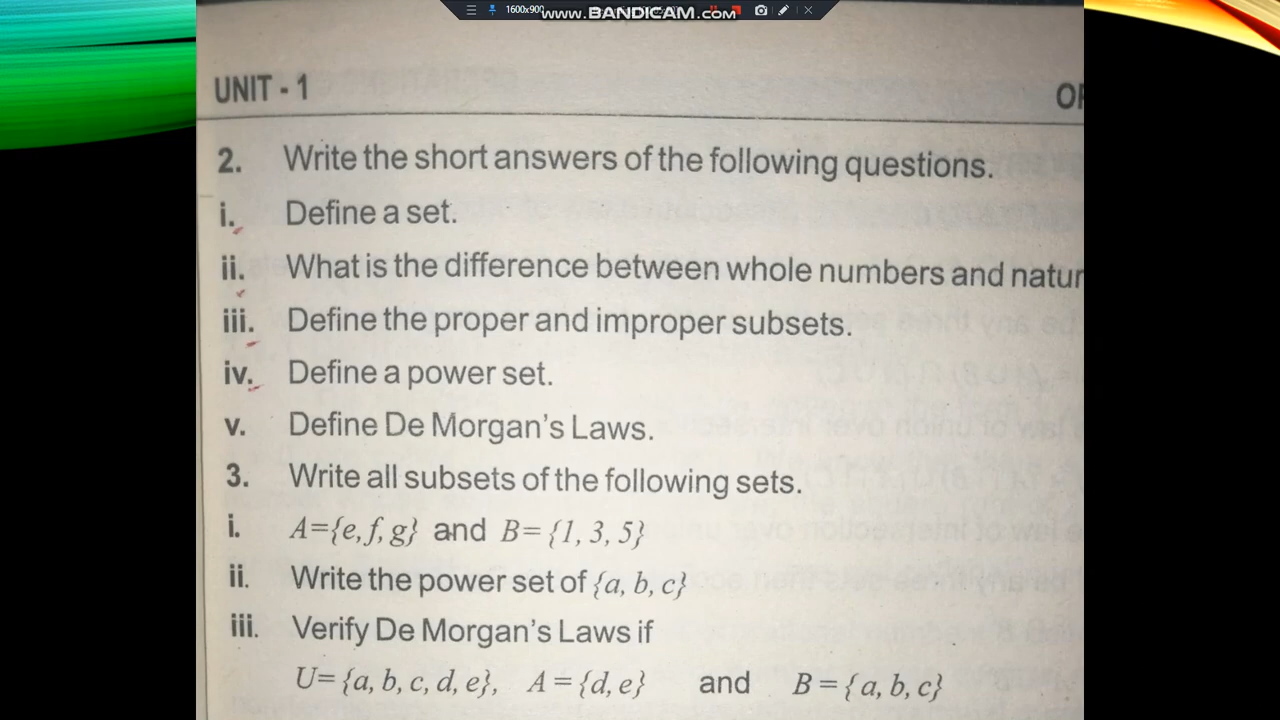 1600x900
www.BANDICAM.com
UNIT - 1
2. Write the short answers of the following questions.
i. Define a set.
ii. What is the difference between whole numbers and natur
iii. Define the proper and improper subsets.
iv. Define a power set.
v. Define De Morgan's Laws.
3. Write all subsets of the following sets.
i. A={e, f, g} and B= {1, 3, 5}
ii. Write the power set of {a, b, c}
iii. Verify De Morgan's Laws if
U= {a, b, c, d, e}, A = {d, e} and B = { a, b, c}